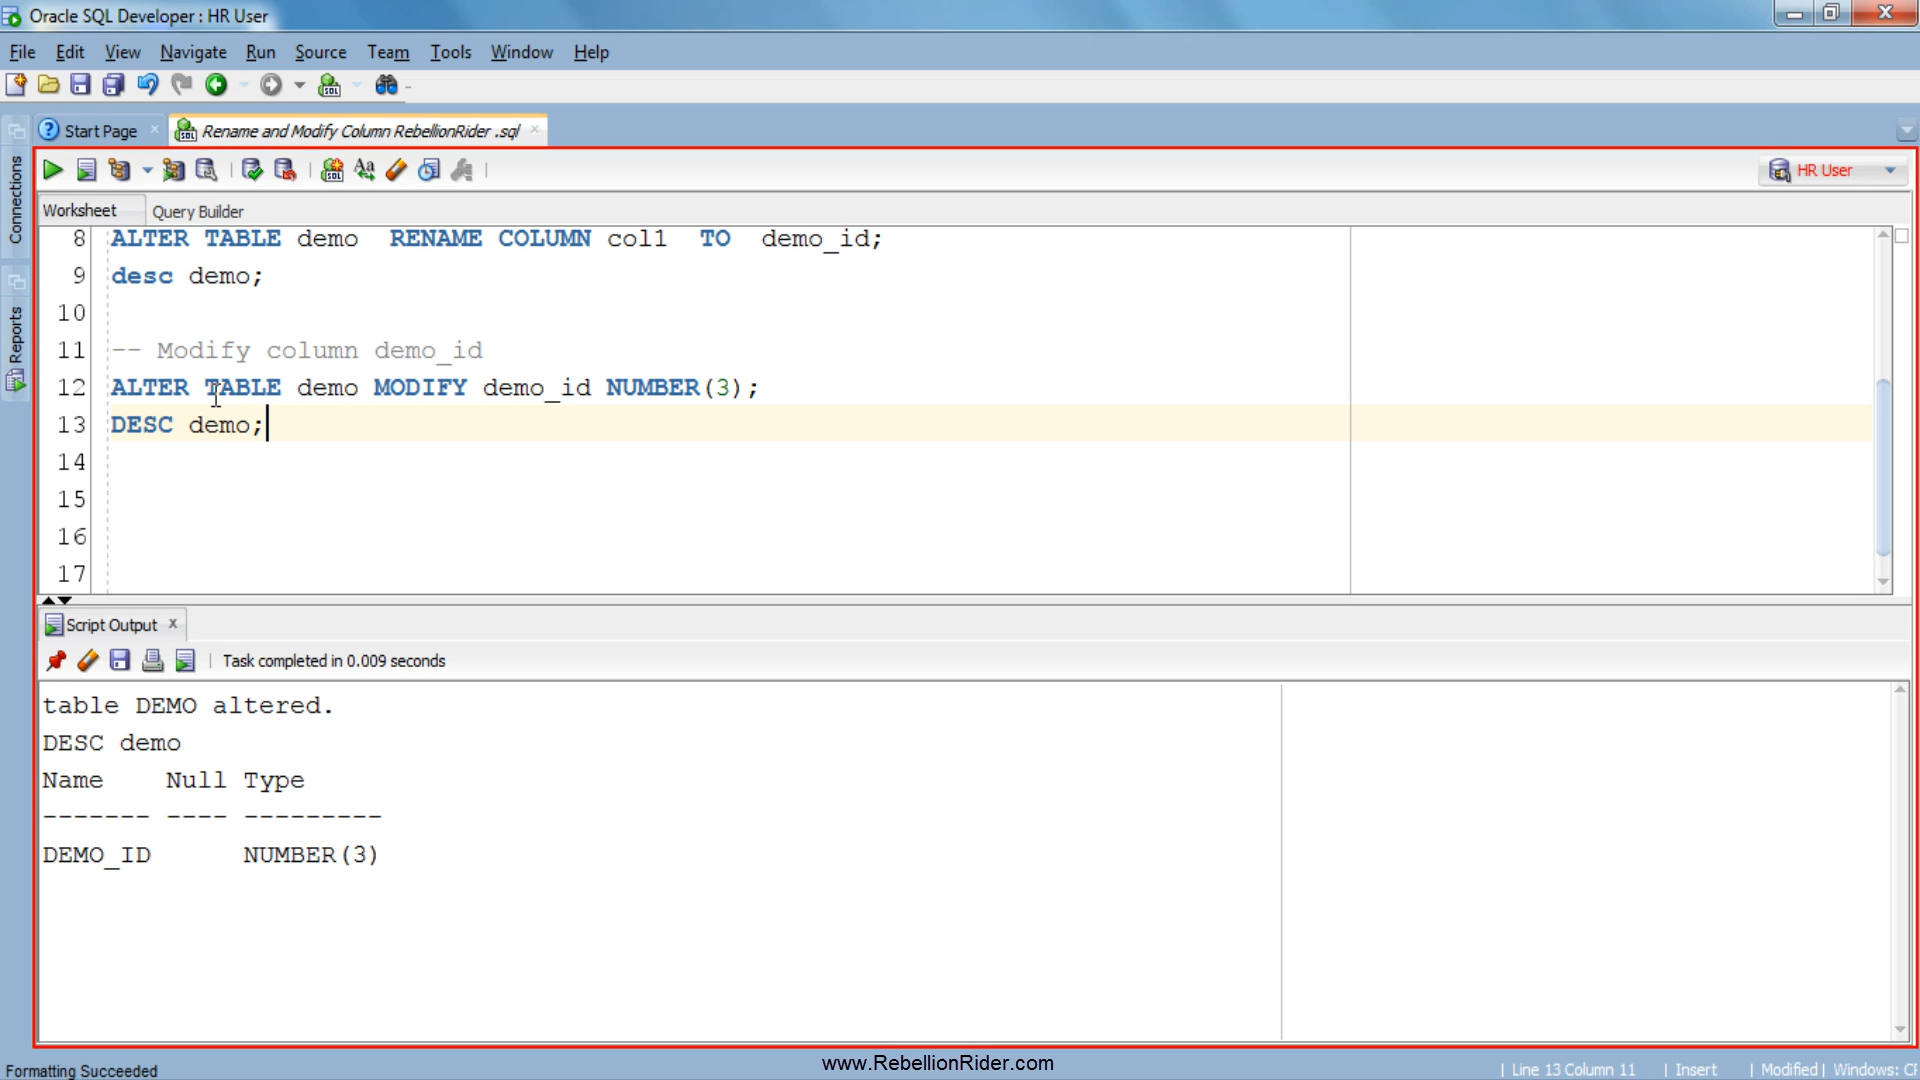 Oracle SQL Developer : HR User
File Edit View Navigate Run Source Team Tools Window Help
Start Page Rename and Modify Column RebellionRider .sql
HR User
Connections
Reports
Worksheet Query Builder
8 ALTER TABLE demo  RENAME COLUMN col1  TO  demo_id;
9 desc demo;
10
11 -- Modify column demo_id
12 ALTER TABLE demo MODIFY demo_id NUMBER(3);
13 DESC demo;
14
15
16
17
Script Output x
Task completed in 0.009 seconds
table DEMO altered.
DESC demo
Name    Null Type
------- ---- ---------
DEMO_ID      NUMBER(3)
www.RebellionRider.com
Formatting Succeeded | Line 13 Column 11 | Insert | Modified | Windows: